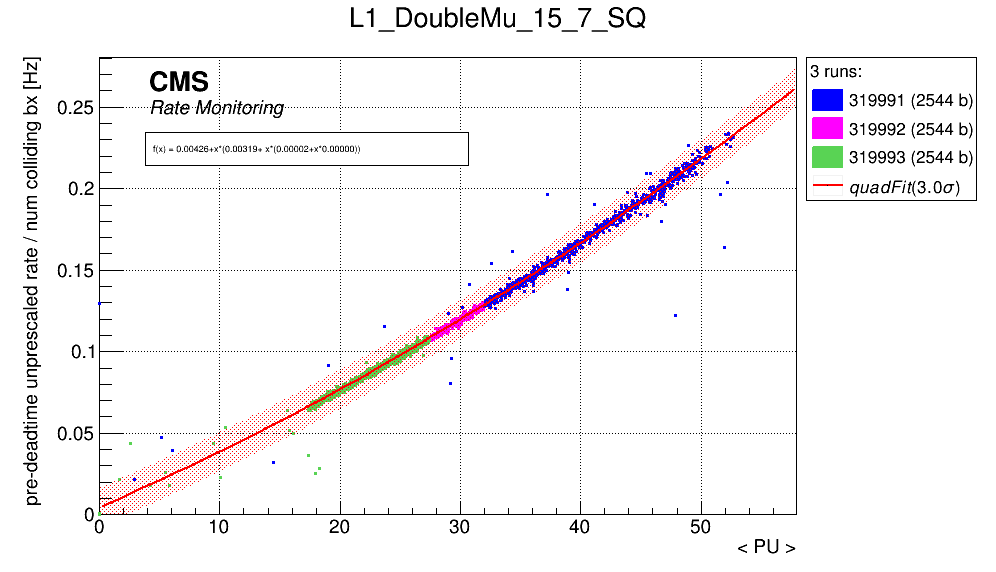 L1_DoubleMu_15_7_SQ
pre-deadtime unprescaled rate / num colliding bx [Hz]
CMS
Rate Monitoring
f(x) = 0.00426+x*(0.00319+ x*(0.00002+x*0.00000))
0.25
0.2
0.15
0.1
0.05
0
0 10 20 30 40 50
< PU >
3 runs:
319991 (2544 b)
319992 (2544 b)
319993 (2544 b)
quadFit(3.0σ)